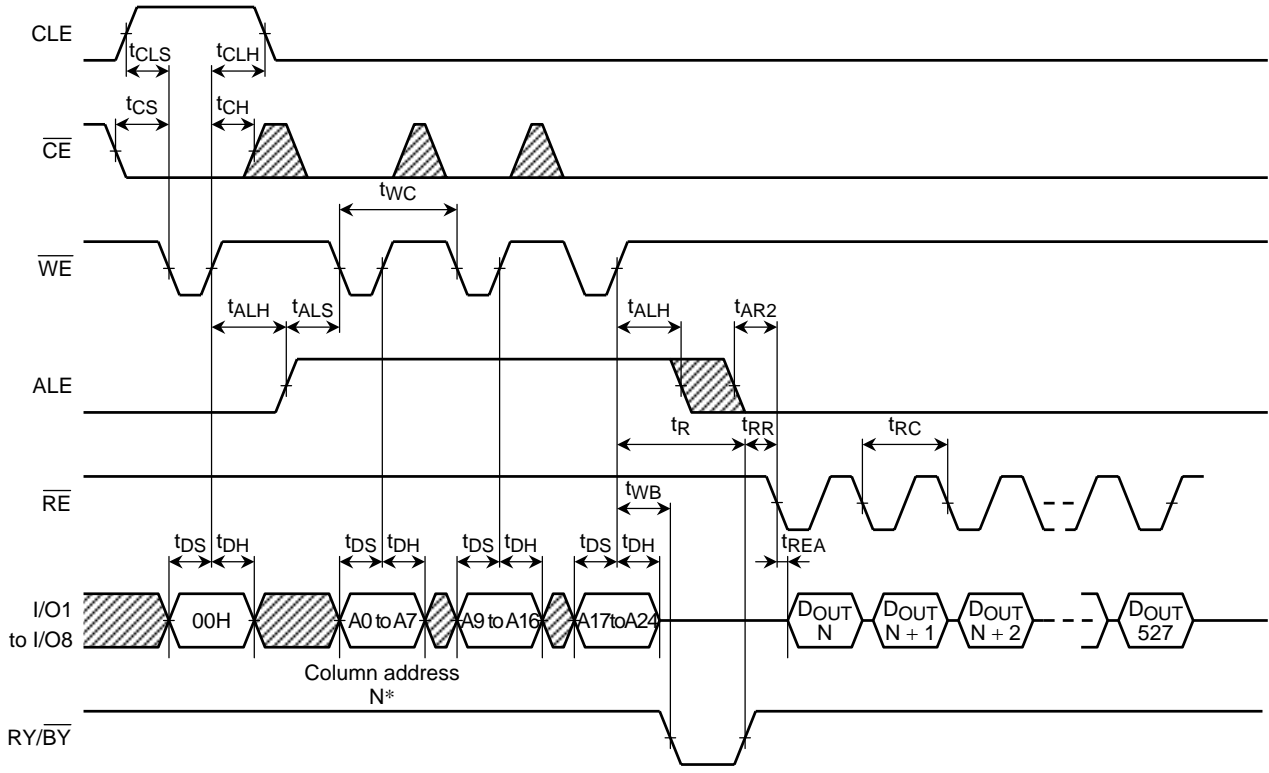 CLE
tCLS
tCLH
tCS
tCH
CE
tWC
WE
tALH
tALS
tALH
tAR2
ALE
tR
tRR
tRC
RE
tWB
tDS
tDH
tDS
tDH
tDS
tDH
tDS
tDH
tREA
I/O1
to I/O8
00H
A0 to A7
A9 to A16
A17toA24
DOUT
N
DOUT
N + 1
DOUT
N + 2
DOUT
527
Column address
N*
RY/BY